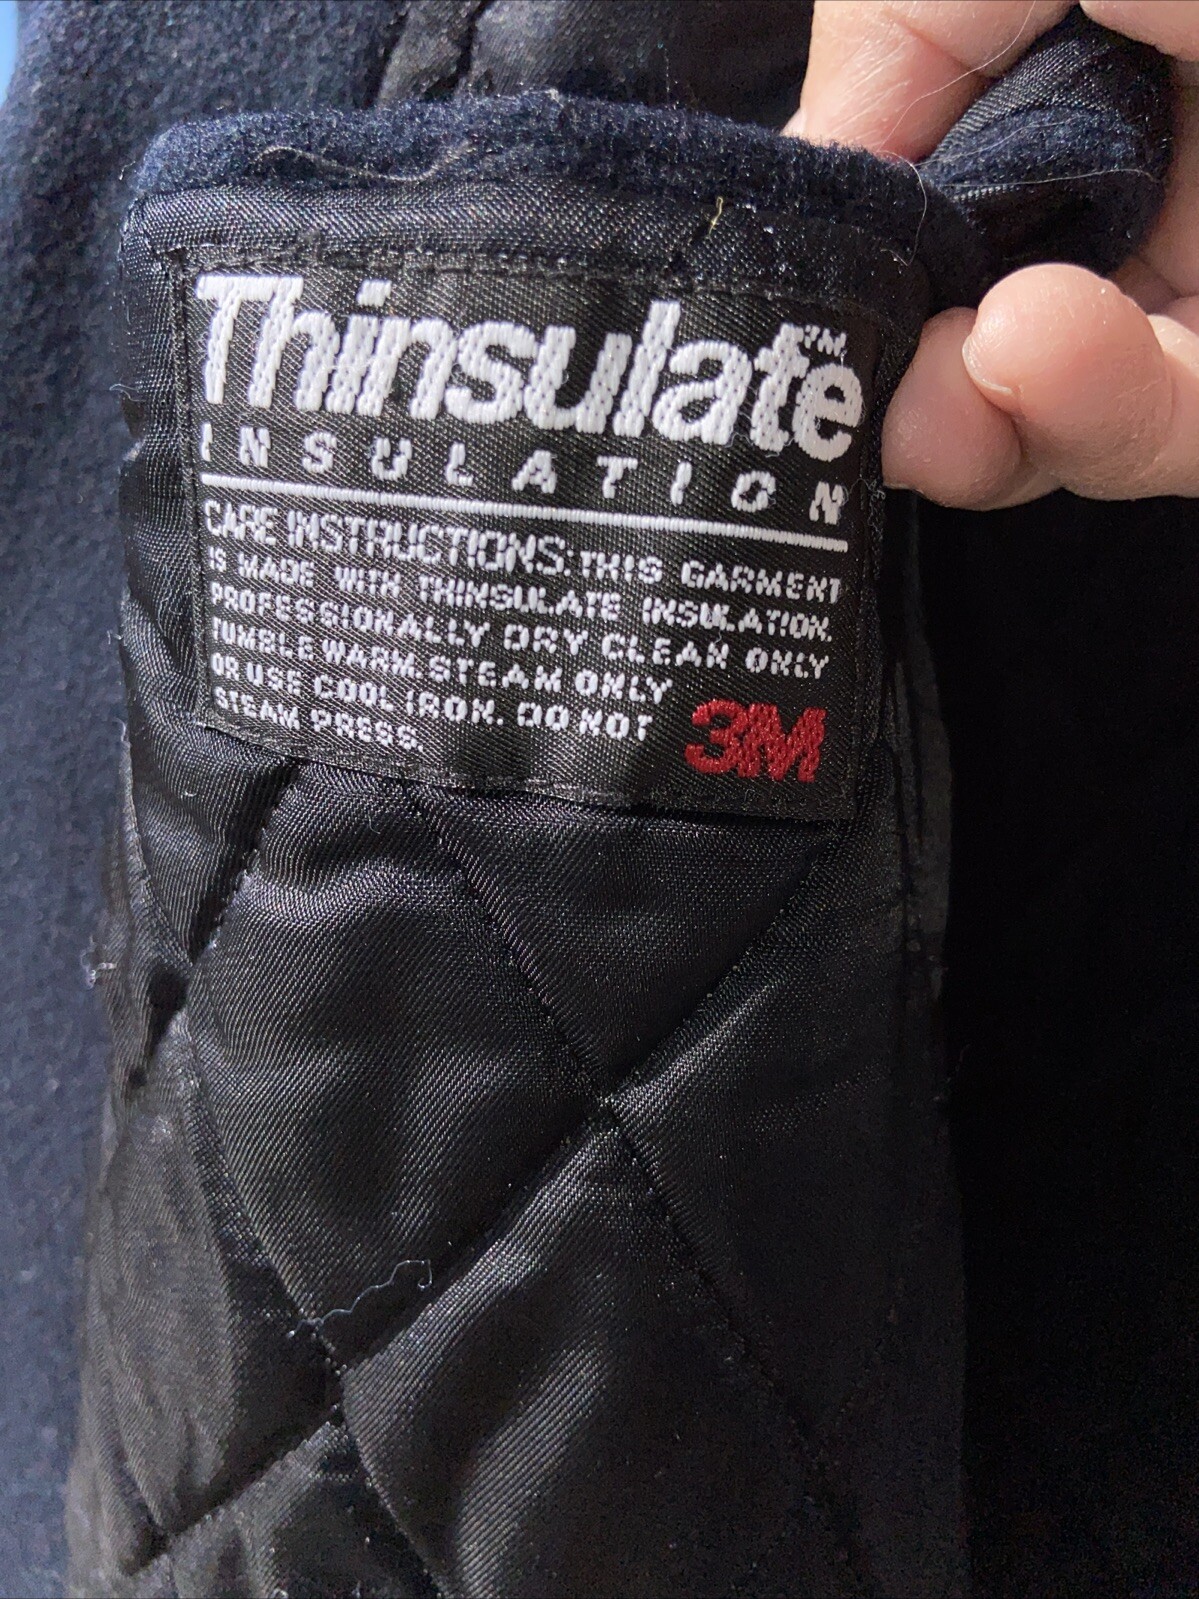 Thinsulate™
INSULATION
CARE INSTRUCTIONS: THIS GARMENT
IS MADE WITH THINSULATE INSULATION.
PROFESSIONALLY DRY CLEAN ONLY
TUMBLE WARM. STEAM ONLY
OR USE COOL IRON. DO NOT
STEAM PRESS.
3M